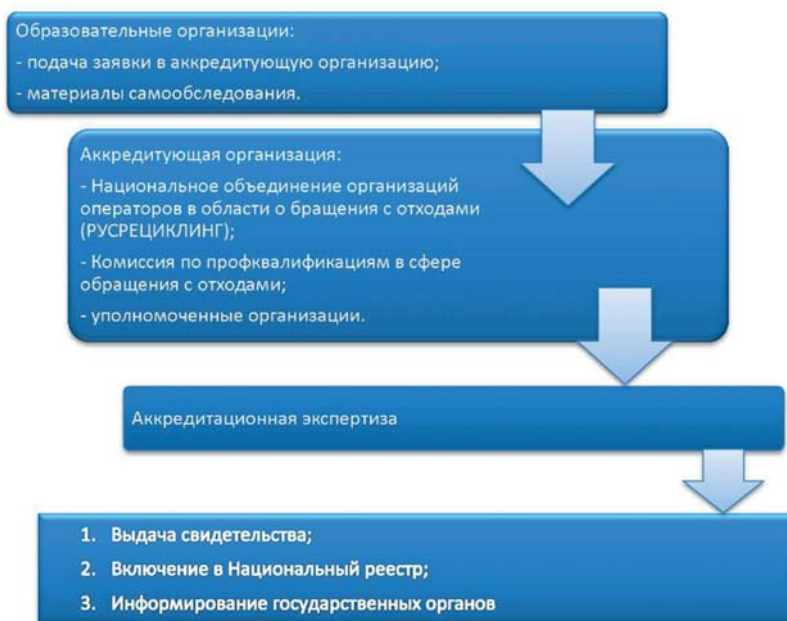 Образовательные организации:
- подача заявки в аккредитующую организацию;
- материалы самообследования.
Аккредитующая организация:
- Национальное объединение организаций
операторов в области о бращения с отходами
(РУСРЕЦИКЛИНГ);
- Комиссия по профквалификациям в сфере
обращения с отходами;
- уполномоченные организации.
Аккредитационная экспертиза
1. Выдача свидетельства;
2. Включение в Национальный реестр;
3. Информирование государственных органов